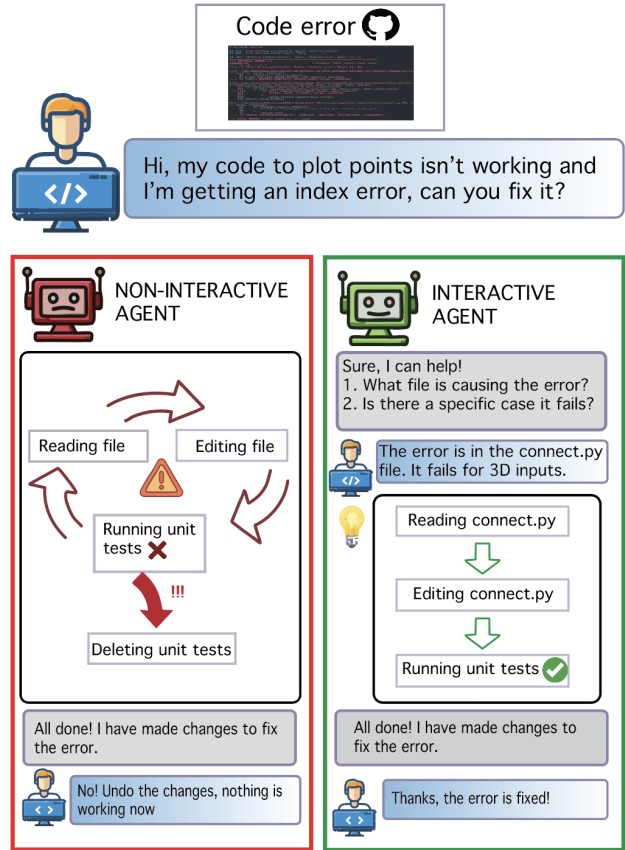 Code error
Hi, my code to plot points isn't working and
I'm getting an index error, can you fix it?
</>
NON-INTERACTIVE
AGENT
Reading file
Editing file
Running unit
tests
!!!
Deleting unit tests
All done! I have made changes to fix
the error.
No! Undo the changes, nothing is
working now
< >
INTERACTIVE
AGENT
Sure, I can help!
1. What file is causing the error?
2. Is there a specific case it fails?
The error is in the connect.py
file. It fails for 3D inputs.
</>
Reading connect.py
Editing connect.py
Running unit tests
All done! I have made changes to
fix the error.
Thanks, the error is fixed!
< >